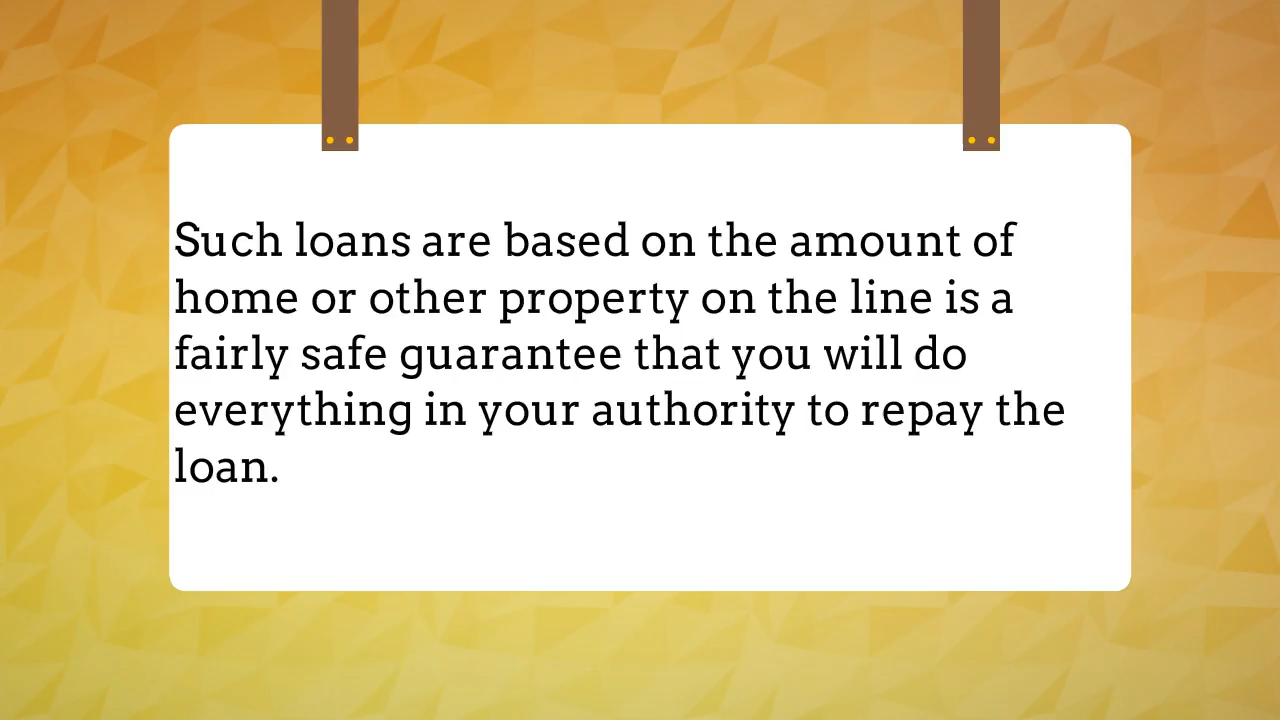 Such loans are based on the amount of
home or other property on the line is a
fairly safe guarantee that you will do
everything in your authority to repay the
loan.